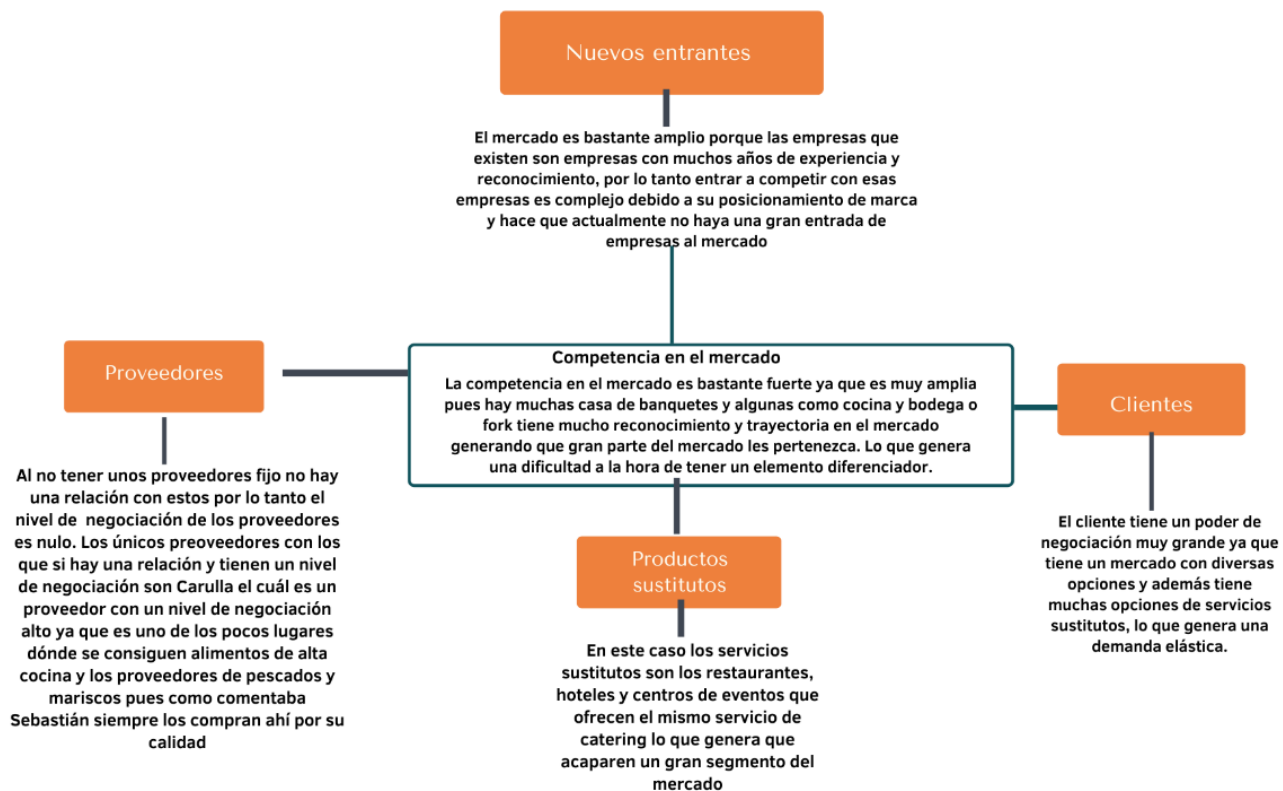 Nuevos entrantes
El mercado es bastante amplio porque las empresas que
existen son empresas con muchos años de experiencia y
reconocimiento, por lo tanto entrar a competir con esas
empresas es complejo debido a su posicionamiento de marca
y hace que actualmente no haya una gran entrada de
empresas al mercado
Competencia en el mercado
La competencia en el mercado es bastante fuerte ya que es muy amplia
pues hay muchas casa de banquetes y algunas como cocina y bodega o
fork tiene mucho reconocimiento y trayectoria en el mercado
generando que gran parte del mercado les pertenezca. Lo que genera
una dificultad a la hora de tener un elemento diferenciador.
Proveedores
Al no tener unos proveedores fijo no hay
una relación con estos por lo tanto el
nivel de negociación de los proveedores
es nulo. Los únicos preoveedores con los
que si hay una relación y tienen un nivel
de negociación son Carulla el cuál es un
proveedor con un nivel de negociación
alto ya que es uno de los pocos lugares
dónde se consiguen alimentos de alta
cocina y los proveedores de pescados y
mariscos pues como comentaba
Sebastián siempre los compran ahí por su
calidad
Productos
sustitutos
En este caso los servicios
sustitutos son los restaurantes,
hoteles y centros de eventos que
ofrecen el mismo servicio de
catering lo que genera que
acaparen un gran segmento del
mercado
Clientes
El cliente tiene un poder de
negociación muy grande ya que
tiene un mercado con diversas
opciones y además tiene
muchas opciones de servicios
sustitutos, lo que genera una
demanda elástica.